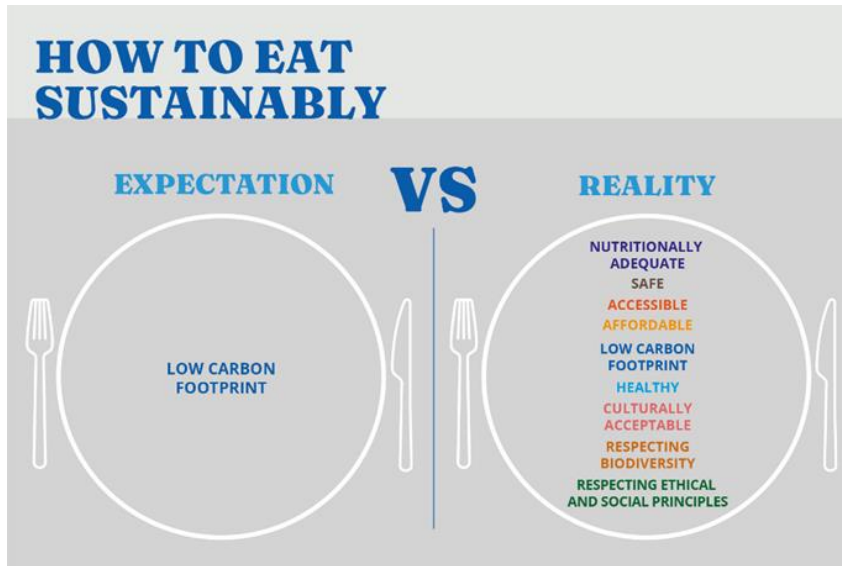 HOW TO EAT
SUSTAINABLY
EXPECTATION
VS
REALITY
LOW CARBON
FOOTPRINT
NUTRITIONALLY
ADEQUATE
SAFE
ACCESSIBLE
AFFORDABLE
LOW CARBON
FOOTPRINT
HEALTHY
CULTURALLY
ACCEPTABLE
RESPECTING
BIODIVERSITY
RESPECTING ETHICAL
AND SOCIAL PRINCIPLES